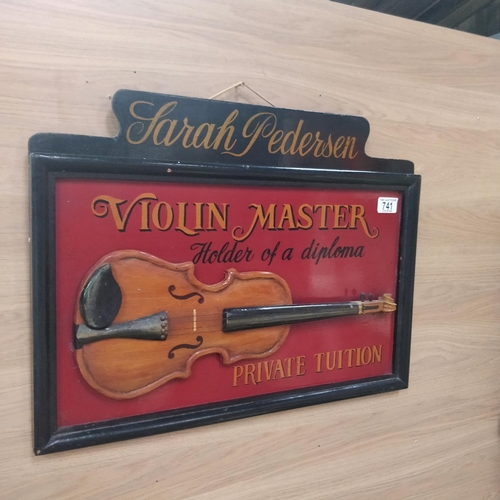 Sarah Pedersen
VIOLIN MASTER
741
Holder of a diploma
PRIVATE TUITION